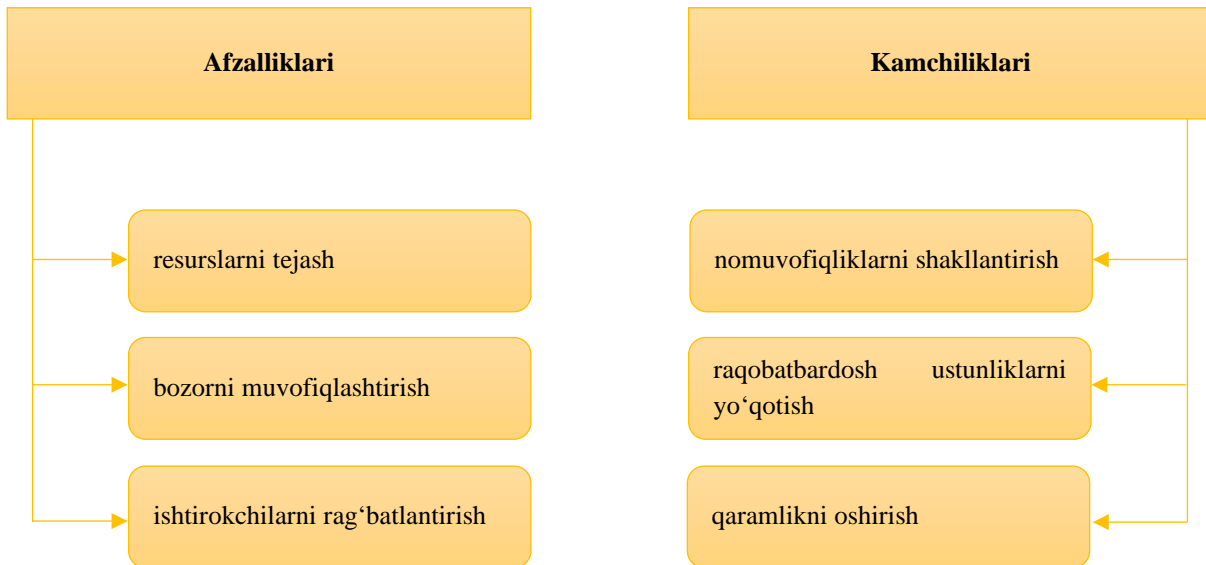 Afzalliklari
resurslarni tejash
bozorni muvofiqlashtirish
ishtirokchilarni rag‘batlantirish
Kamchiliklari
nomuvofiqliklarni shakllantirish
raqobatbardosh ustunliklarni
yo‘qotish
qaramlikni oshirish